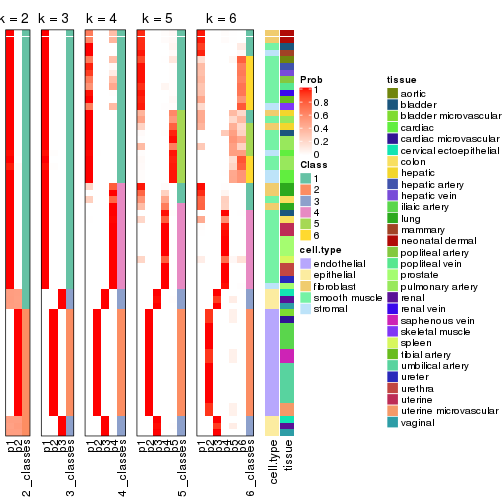 k = 2
k = 3
k = 4
k = 5
k = 6
p1
p2
2_classes
p1
p2
p3
3_classes
p1
p2
p3
p4
4_classes
p1
p2
p3
p4
p5
5_classes
p1
p2
p3
p4
p5
p6
6_classes
cell.type
tissue
Prob
1
0.8
0.6
0.4
0.2
0
Class
1
2
3
4
5
6
cell.type
endothelial
epithelial
fibroblast
smooth muscle
stromal
tissue
aortic
bladder
bladder microvascular
cardiac
cardiac microvascular
cervical ectoepithelial
colon
hepatic
hepatic artery
hepatic vein
iliaic artery
lung
mammary
neonatal dermal
popliteal artery
popliteal vein
prostate
pulmonary artery
renal
renal vein
saphenous vein
skeletal muscle
spleen
tibial artery
umbilical artery
ureter
urethra
uterine
uterine microvascular
vaginal